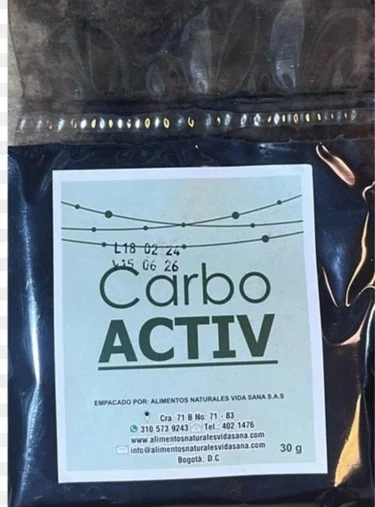 L18 02 24
V15 06 26
Carbo
ACTIV
EMPACADO POR: ALIMENTOS NATURALES VIDA SANA S.A.S
Cra. 71 B No. 71 - 83
310 573 9243 Tel.: 402 1476
www.alimentosnaturalesvidasana.com
info@alimentosnaturalesvidasana.com
Bogotá, D.C
30 g